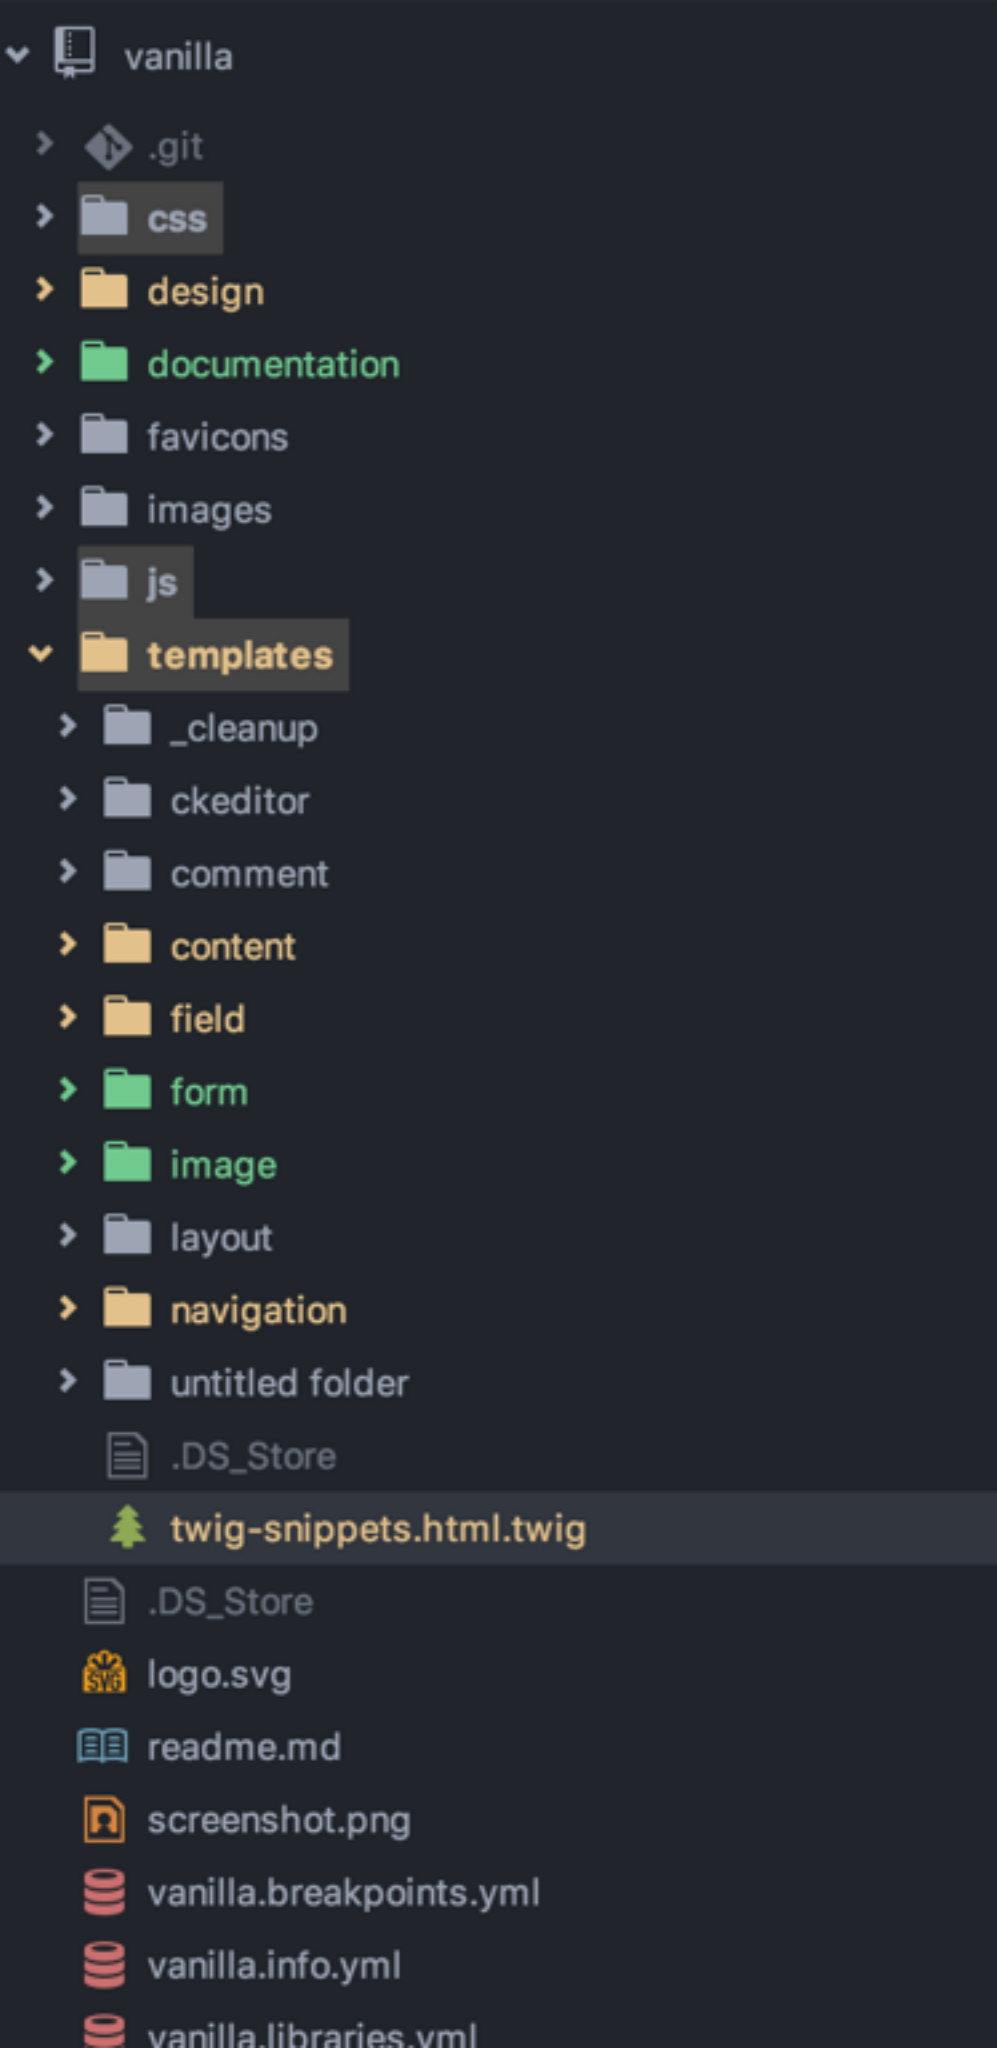 vanilla
.git
css
design
documentation
favicons
images
js
templates
_cleanup
ckeditor
comment
content
field
form
image
layout
navigation
untitled folder
.DS_Store
twig-snippets.html.twig
.DS_Store
SVG
logo.svg
readme.md
screenshot.png
vanilla.breakpoints.yml
vanilla.info.yml
vanilla.libraries.yml